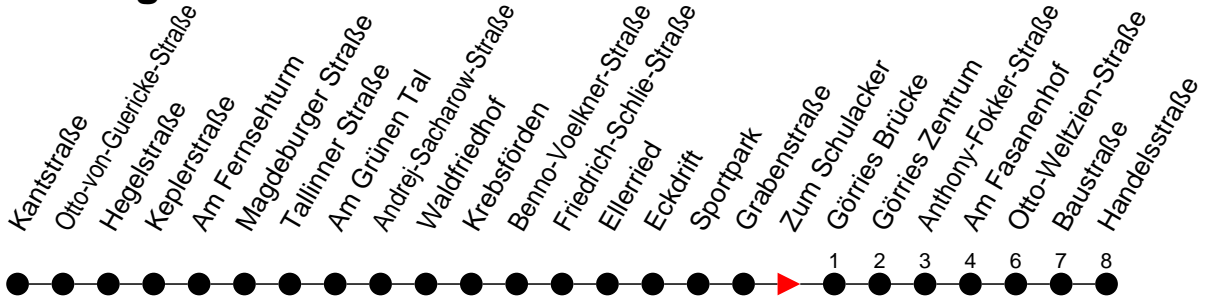 Kantstraße
Otto-von-Guericke-Straße
Hegelstraße
Keplerstraße
Am Fernsehturm
Magdeburger Straße
Tallinner Straße
Am Grünen Tal
Andrej-Sacharow-Straße
Waldfriedhof
Krebsförden
Benno-Voelkner-Straße
Friedrich-Schlie-Straße
Ellerried
Eckdrift
Sportpark
Grabenstraße
Zum Schulacker
Görries Brücke
Görries Zentrum
Anthony-Fokker-Straße
Am Fasanenhof
Otto-Weltzien-Straße
Baustraße
Handelsstraße
1 2 3 4 6 7 8